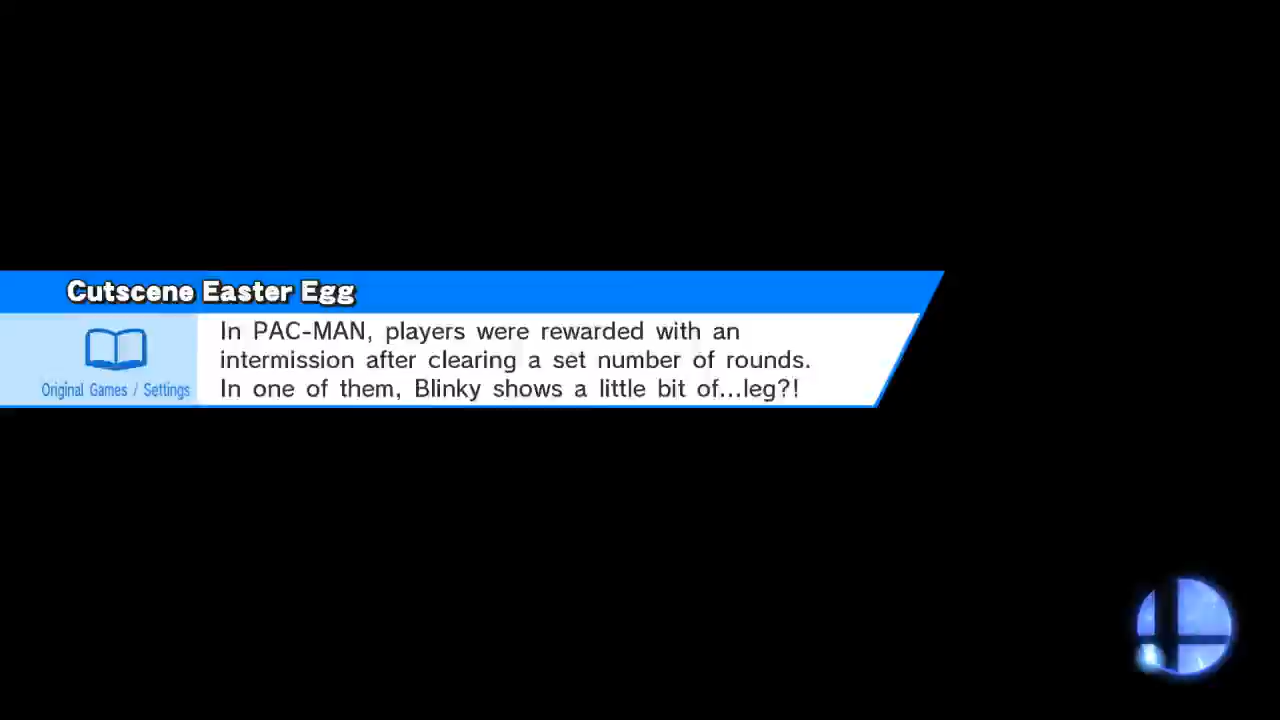 Cutscene Easter Egg
In PAC-MAN, players were rewarded with an
intermission after clearing a set number of rounds.
In one of them, Blinky shows a little bit of...leg?!
Original Games / Settings